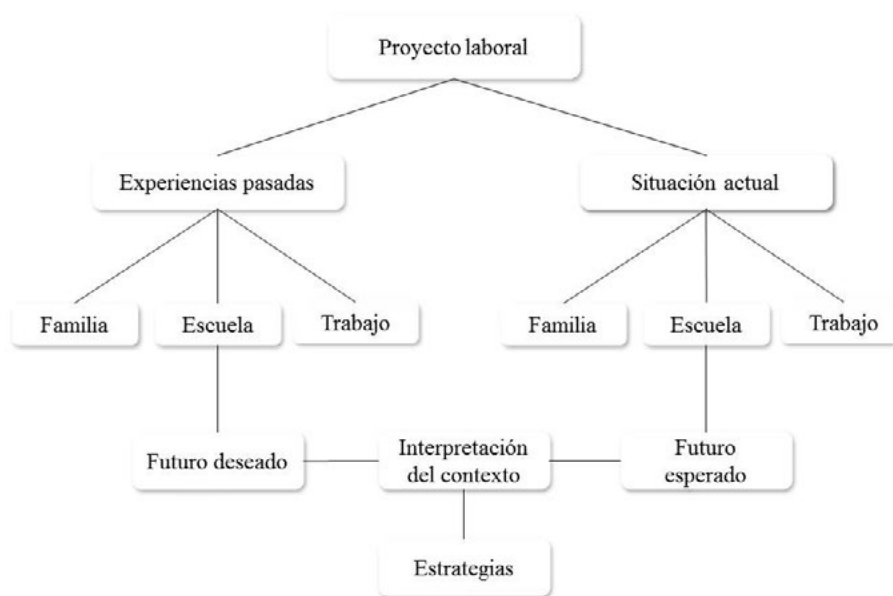 Proyecto laboral
Experiencias pasadas
Situación actual
Familia
Escuela
Trabajo
Familia
Escuela
Trabajo
Futuro deseado
Interpretación
del contexto
Futuro
esperado
Estrategias